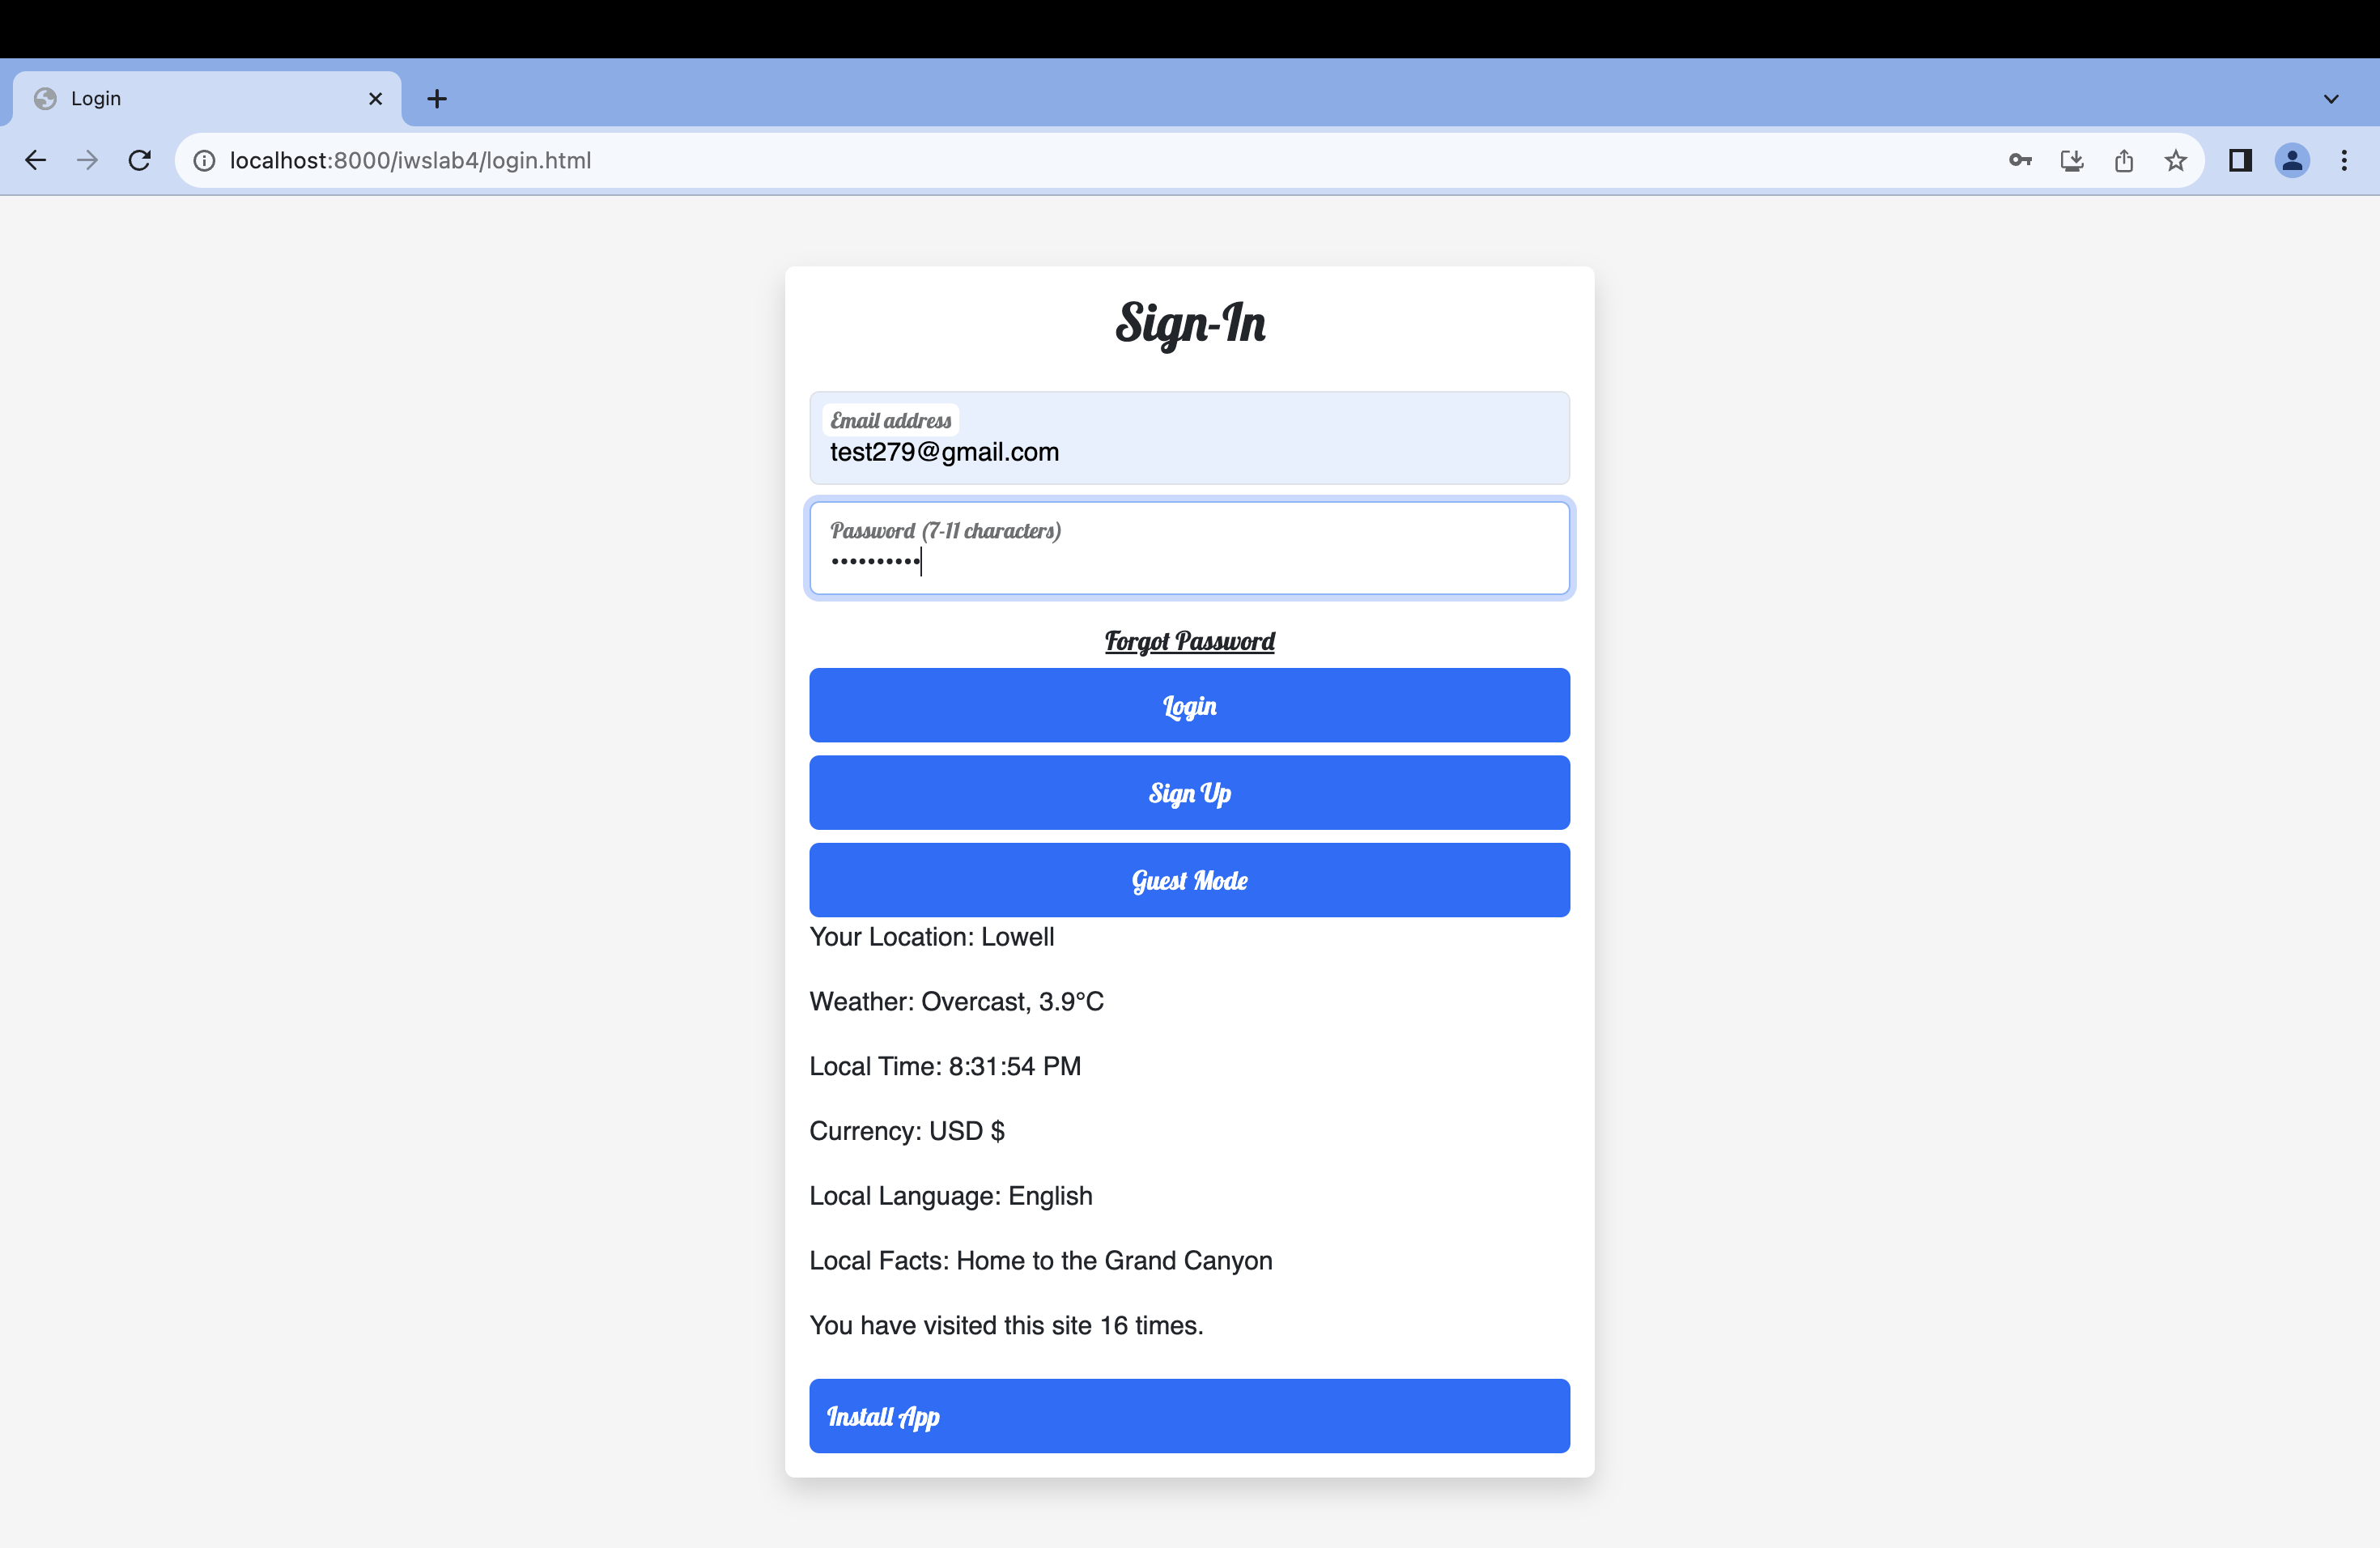 Login
localhost:8000/iwslab4/login.html
Sign-In
Email address
test279@gmail.com
Password (7-11 characters)
••••••••••
Forgot Password
Login
Sign Up
Guest Mode
Your Location: Lowell
Weather: Overcast, 3.9°C
Local Time: 8:31:54 PM
Currency: USD $
Local Language: English
Local Facts: Home to the Grand Canyon
You have visited this site 16 times.
Install App